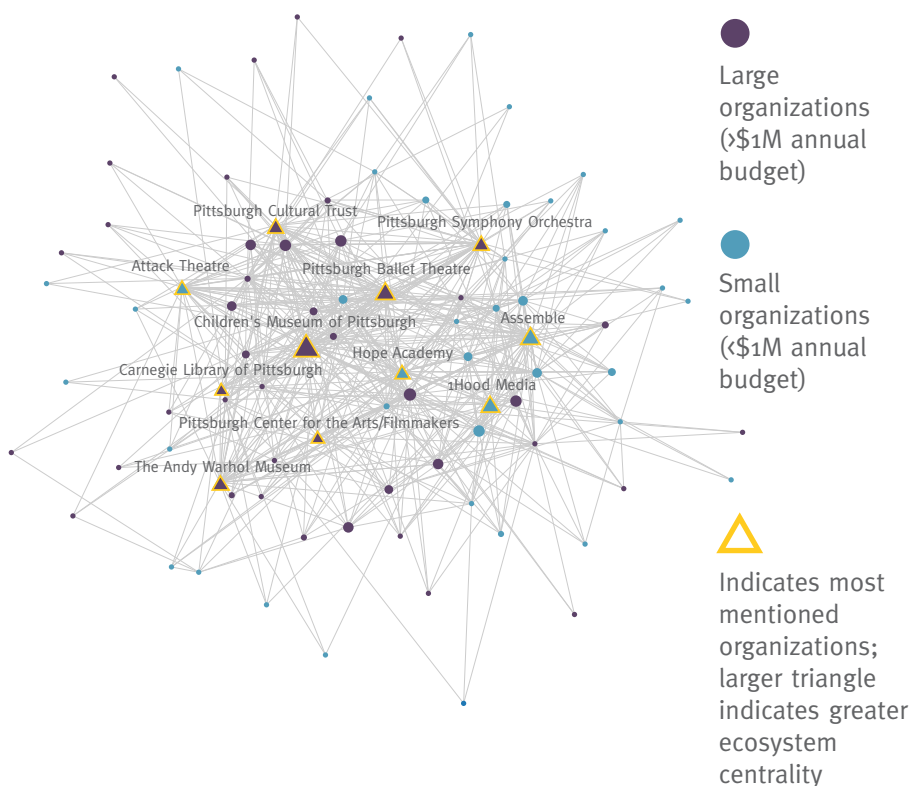 Pittsburgh Cultural Trust
Pittsburgh Symphony Orchestra
Attack Theatre
Pittsburgh Ballet Theatre
Children's Museum of Pittsburgh
Assemble
Hope Academy
Carnegie Library of Pittsburgh
1Hood Media
Pittsburgh Center for the Arts/Filmmakers
The Andy Warhol Museum
Large
organizations
(>$1M annual
budget)
Small
organizations
(<$1M annual
budget)
Indicates most
mentioned
organizations;
larger triangle
indicates greater
ecosystem
centrality